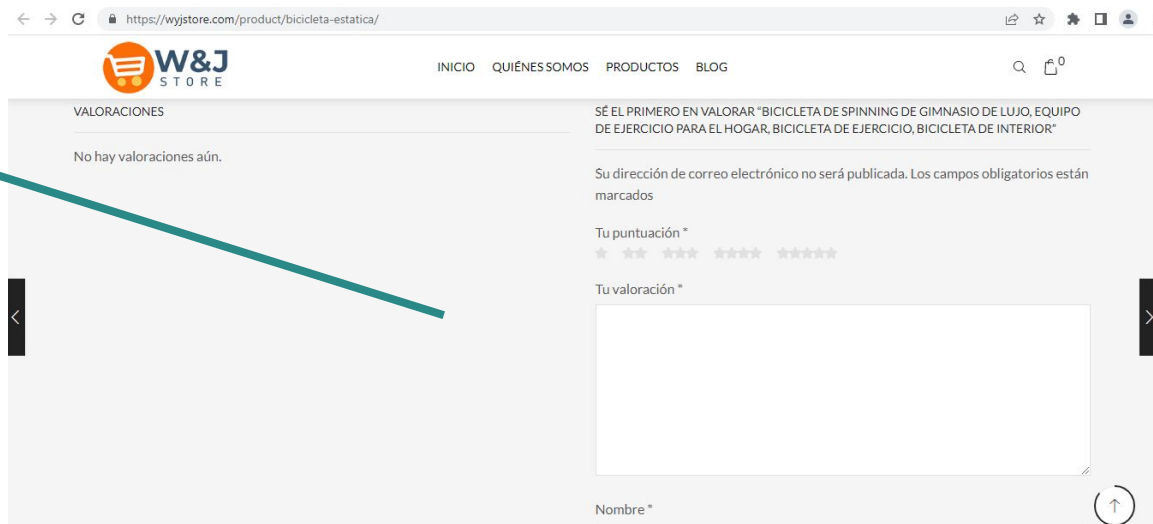 https://wyjstore.com/product/bicicleta-estatica/
W&J
STORE
INICIO QUIÉNES SOMOS PRODUCTOS BLOG
0
VALORACIONES
No hay valoraciones aún.
SÉ EL PRIMERO EN VALORAR “BICICLETA DE SPINNING DE GIMNASIO DE LUJO, EQUIPO
DE EJERCICIO PARA EL HOGAR, BICICLETA DE EJERCICIO, BICICLETA DE INTERIOR”
Su dirección de correo electrónico no será publicada. Los campos obligatorios están
marcados
Tu puntuación *
Tu valoración *
Nombre *